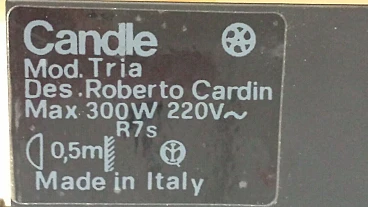 Candle
Mod. Tria
Des. Roberto Cardin
Max 300W 220V~
R7s
0,5m
Made in Italy